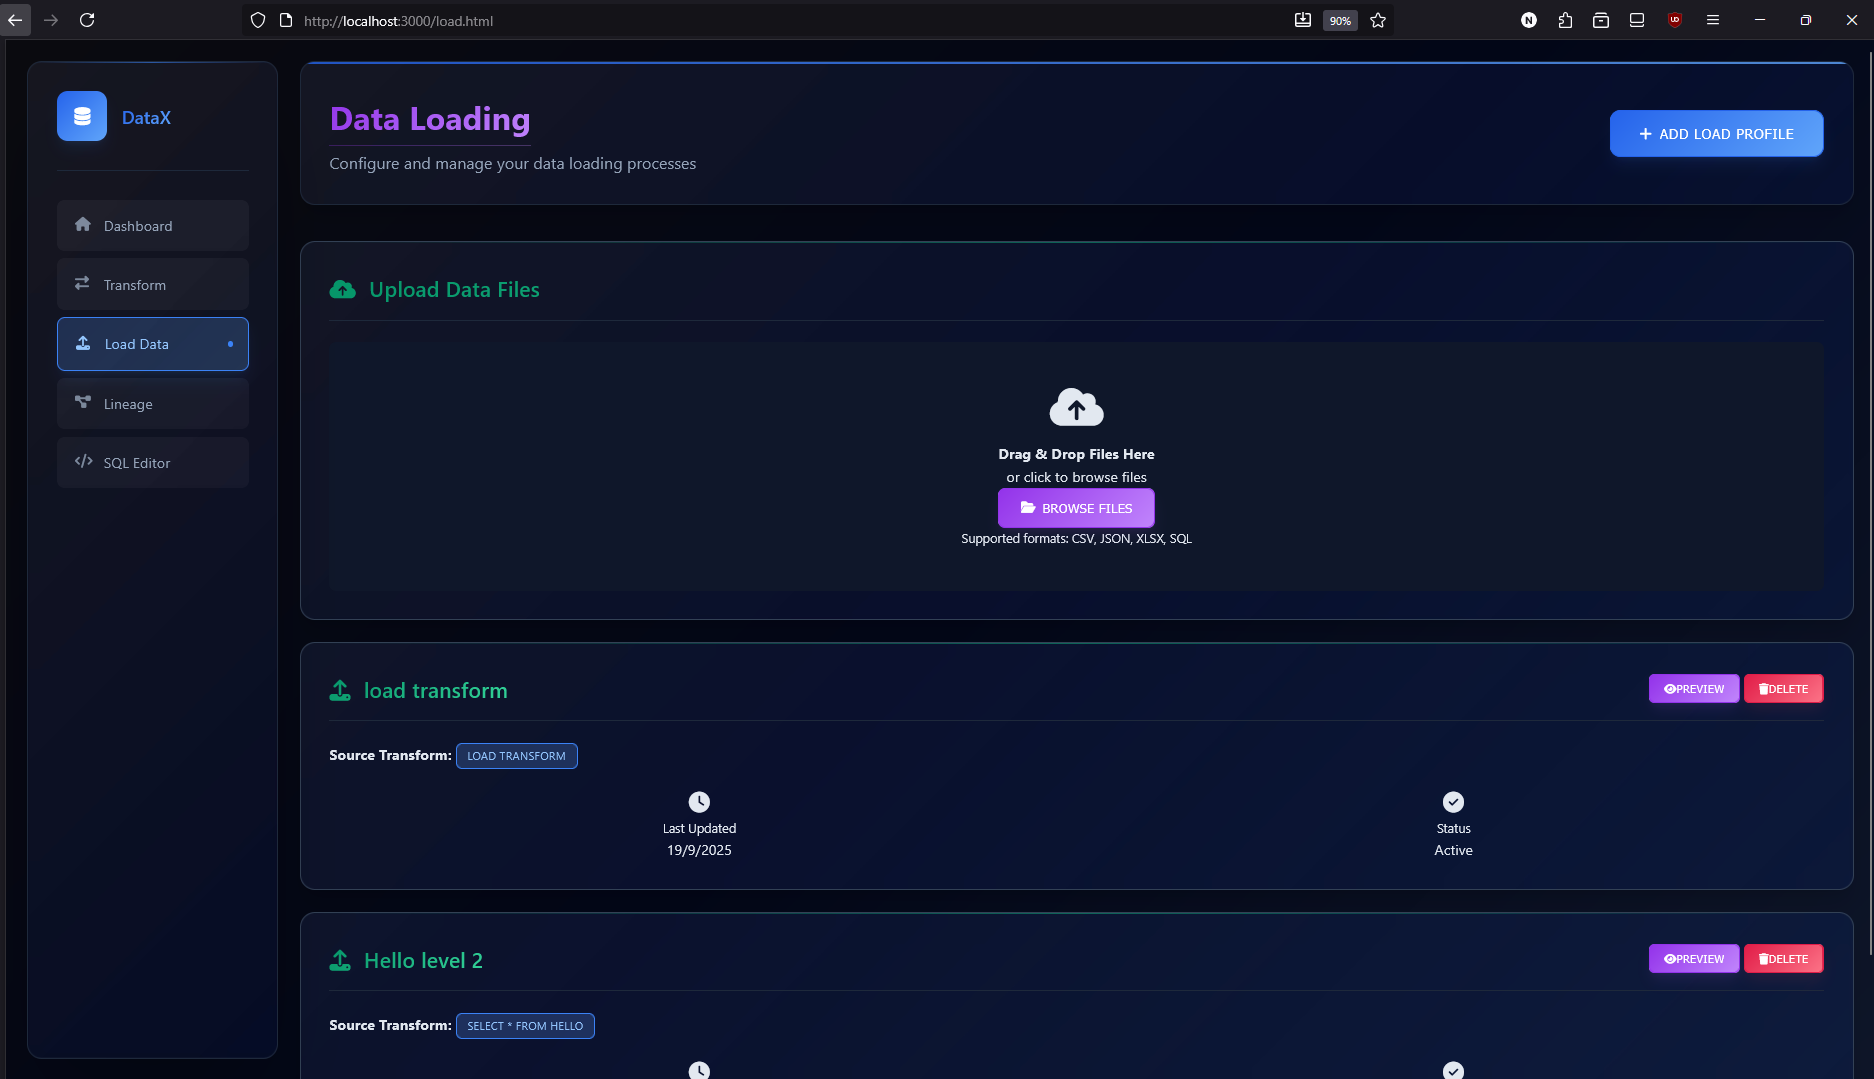 http://localhost:3000/load.html
90%
N
DataX
Dashboard
Transform
Load Data
Lineage
SQL Editor
Data Loading
Configure and manage your data loading processes
ADD LOAD PROFILE
Upload Data Files
Drag & Drop Files Here
or click to browse files
BROWSE FILES
Supported formats: CSV, JSON, XLSX, SQL
load transform
PREVIEW
DELETE
Source Transform: LOAD TRANSFORM
Last Updated
19/9/2025
Status
Active
Hello level 2
PREVIEW
DELETE
Source Transform: SELECT * FROM HELLO